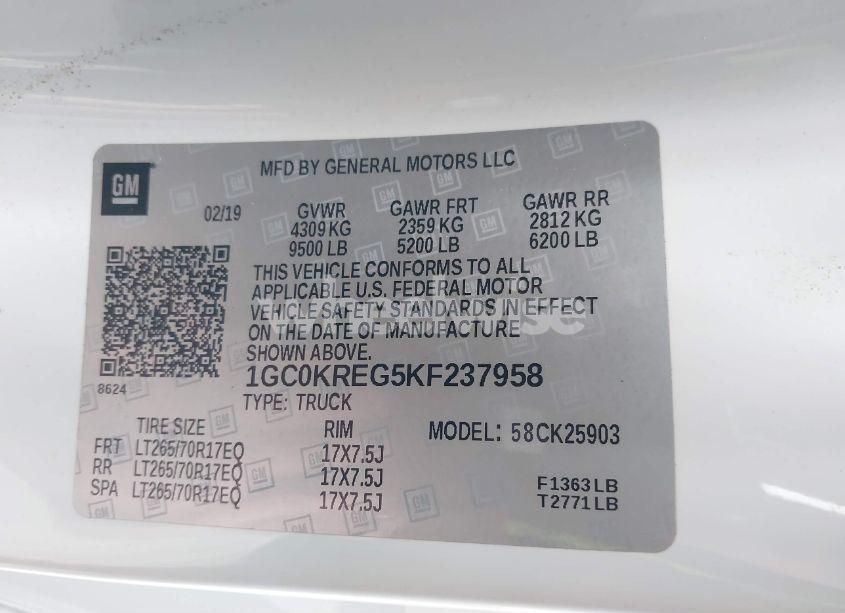 GM
MFD BY GENERAL MOTORS LLC
02/19
GVWR GAWR FRT GAWR RR
4309 KG 2359 KG 2812 KG
9500 LB 5200 LB 6200 LB
THIS VEHICLE CONFORMS TO ALL
APPLICABLE U.S. FEDERAL MOTOR
VEHICLE SAFETY STANDARDS IN EFFECT
ON THE DATE OF MANUFACTURE
SHOWN ABOVE.
8624
1GC0KREG5KF237958
TYPE: TRUCK
TIRE SIZE RIM MODEL: 58CK25903
FRT LT265/70R17EQ 17X7.5J
RR LT265/70R17EQ 17X7.5J F1363LB
SPA LT265/70R17EQ 17X7.5J T2771LB